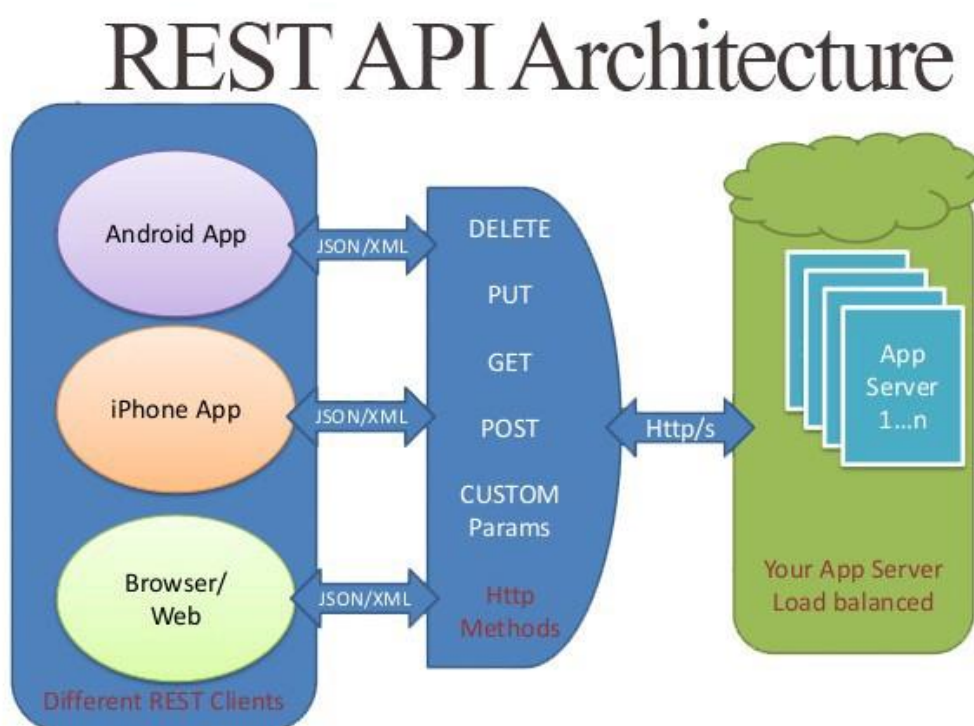 REST API Architecture
Android App
iPhone App
Browser/
Web
Different REST Clients
JSON/XML
JSON/XML
JSON/XML
DELETE
PUT
GET
POST
CUSTOM
Params
Http
Methods
Http/s
App
Server
1...n
Your App Server
Load balanced